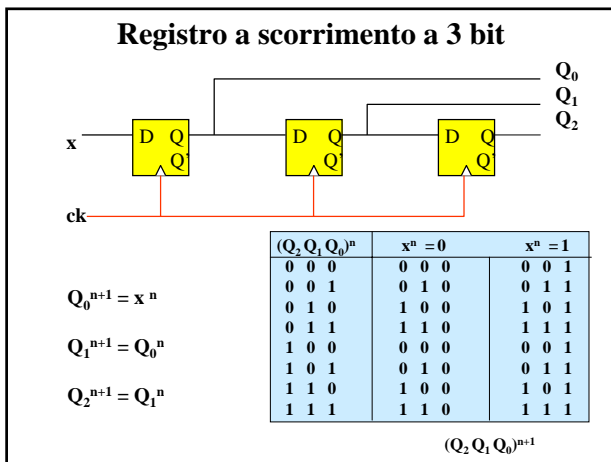 Registro a scorrimento a 3 bit
Q₀
Q₁
Q₂
x D Q D Q D Q
Q' Q' Q'
ck
(Q₂ Q₁ Q₀)ⁿ xⁿ = 0 xⁿ = 1
0 0 0 0 0 0 0 0 1
0 0 1 0 1 0 0 1 1
0 1 0 1 0 0 1 0 1
0 1 1 1 1 0 1 1 1
1 0 0 0 0 0 0 0 1
1 0 1 0 1 0 0 1 1
1 1 0 1 0 0 1 0 1
1 1 1 1 1 0 1 1 1
Q₀ⁿ⁺¹ = x ⁿ
Q₁ⁿ⁺¹ = Q₀ⁿ
Q₂ⁿ⁺¹ = Q₁ⁿ
(Q₂ Q₁ Q₀)ⁿ⁺¹